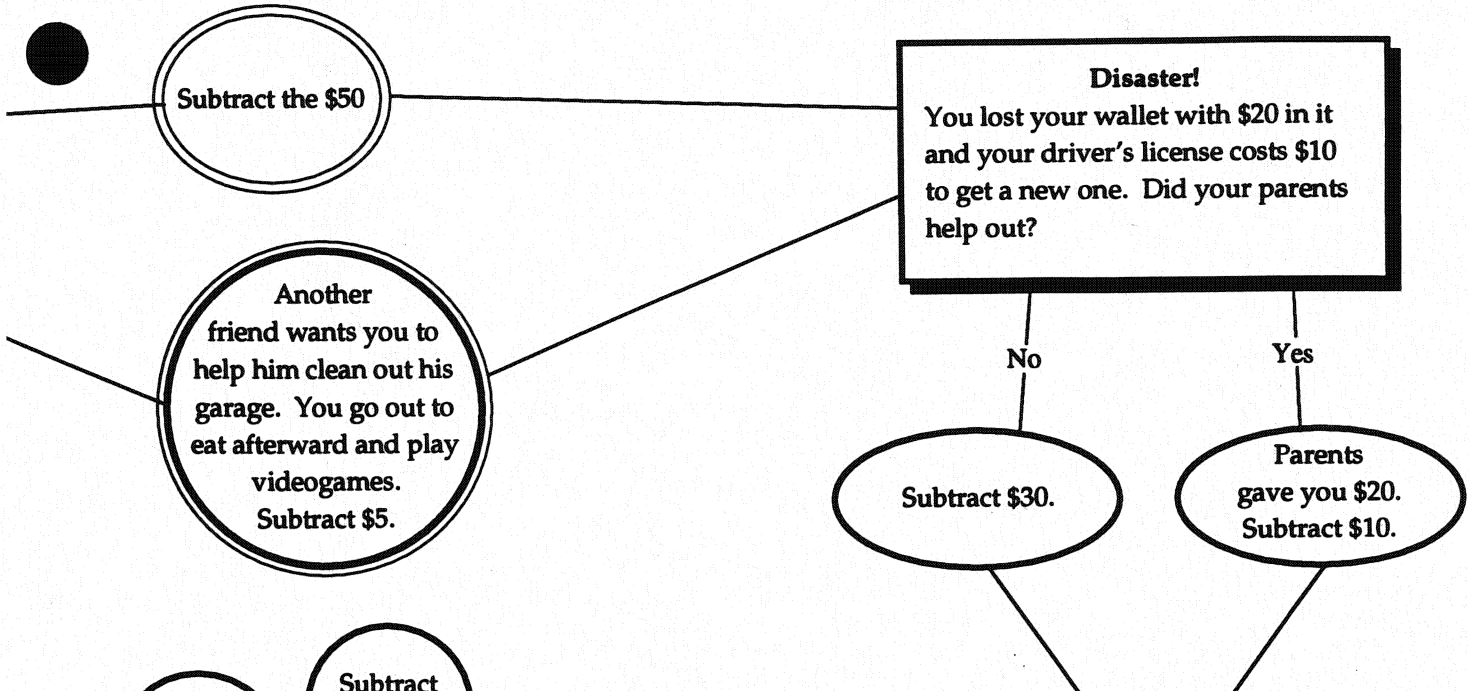 Subtract the $50
Disaster!
You lost your wallet with $20 in it
and your driver's license costs $10
to get a new one. Did your parents
help out?
Another
friend wants you to
help him clean out his
garage. You go out to
eat afterward and play
videogames.
Subtract $5.
No
Yes
Subtract $30.
Parents
gave you $20.
Subtract $10.
Subtract